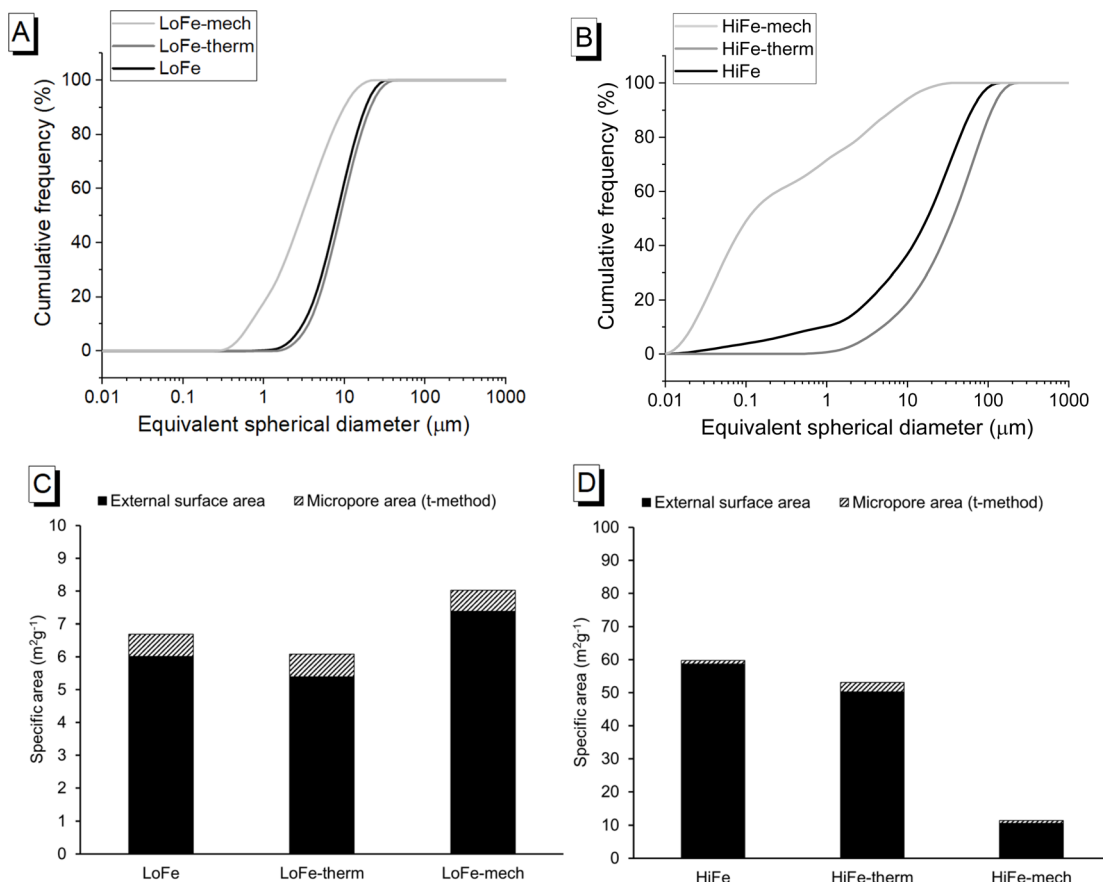 A
LoFe-mech
LoFe-therm
LoFe
Cumulative frequency (%)
100
80
60
40
20
0
0.01
0.1
1
10
100
1000
Equivalent spherical diameter (μm)
B
HiFe-mech
HiFe-therm
HiFe
Cumulative frequency (%)
100
80
60
40
20
0
0.01
0.1
1
10
100
1000
Equivalent spherical diameter (μm)
C
External surface area
Micropore area (t-method)
Specific area (m²g⁻¹)
10
9
8
7
6
5
4
3
2
1
0
LoFe
LoFe-therm
LoFe-mech
D
External surface area
Micropore area (t-method)
Specific area (m²g⁻¹)
100
90
80
70
60
50
40
30
20
10
0
HiFe
HiFe-therm
HiFe-mech